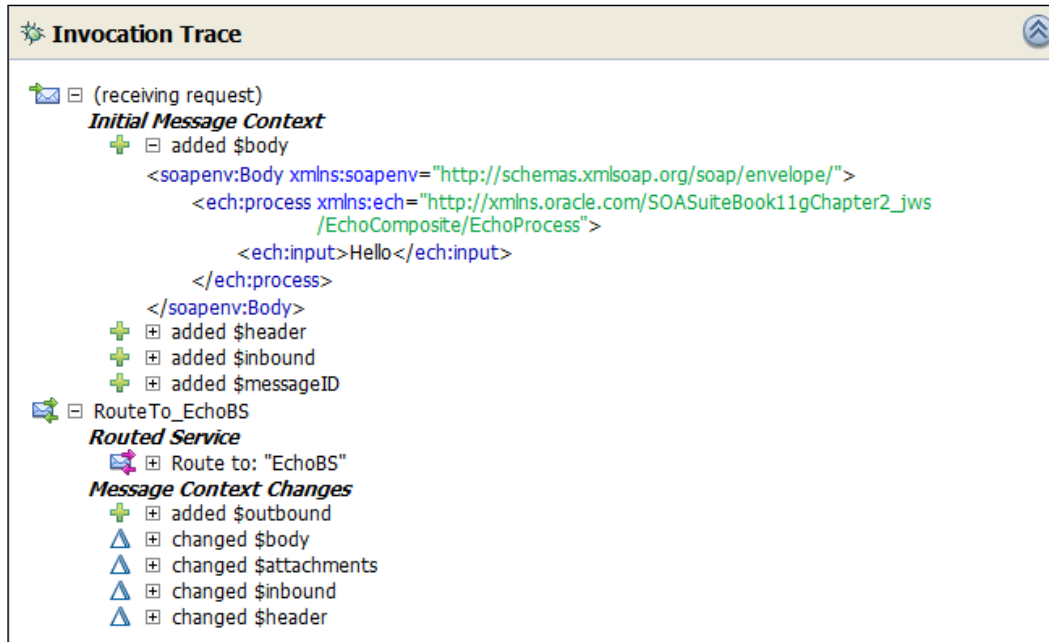 Invocation Trace
(receiving request)
Initial Message Context
added $body
<soapenv:Body xmlns:soapenv="http://schemas.xmlsoap.org/soap/envelope/">
<ech:process xmlns:ech="http://xmlns.oracle.com/SOASuiteBook11gChapter2_jws
/EchoComposite/EchoProcess">
<ech:input>Hello</ech:input>
</ech:process>
</soapenv:Body>
added $header
added $inbound
added $messageID
RouteTo_EchoBS
Routed Service
Route to: "EchoBS"
Message Context Changes
added $outbound
changed $body
changed $attachments
changed $inbound
changed $header